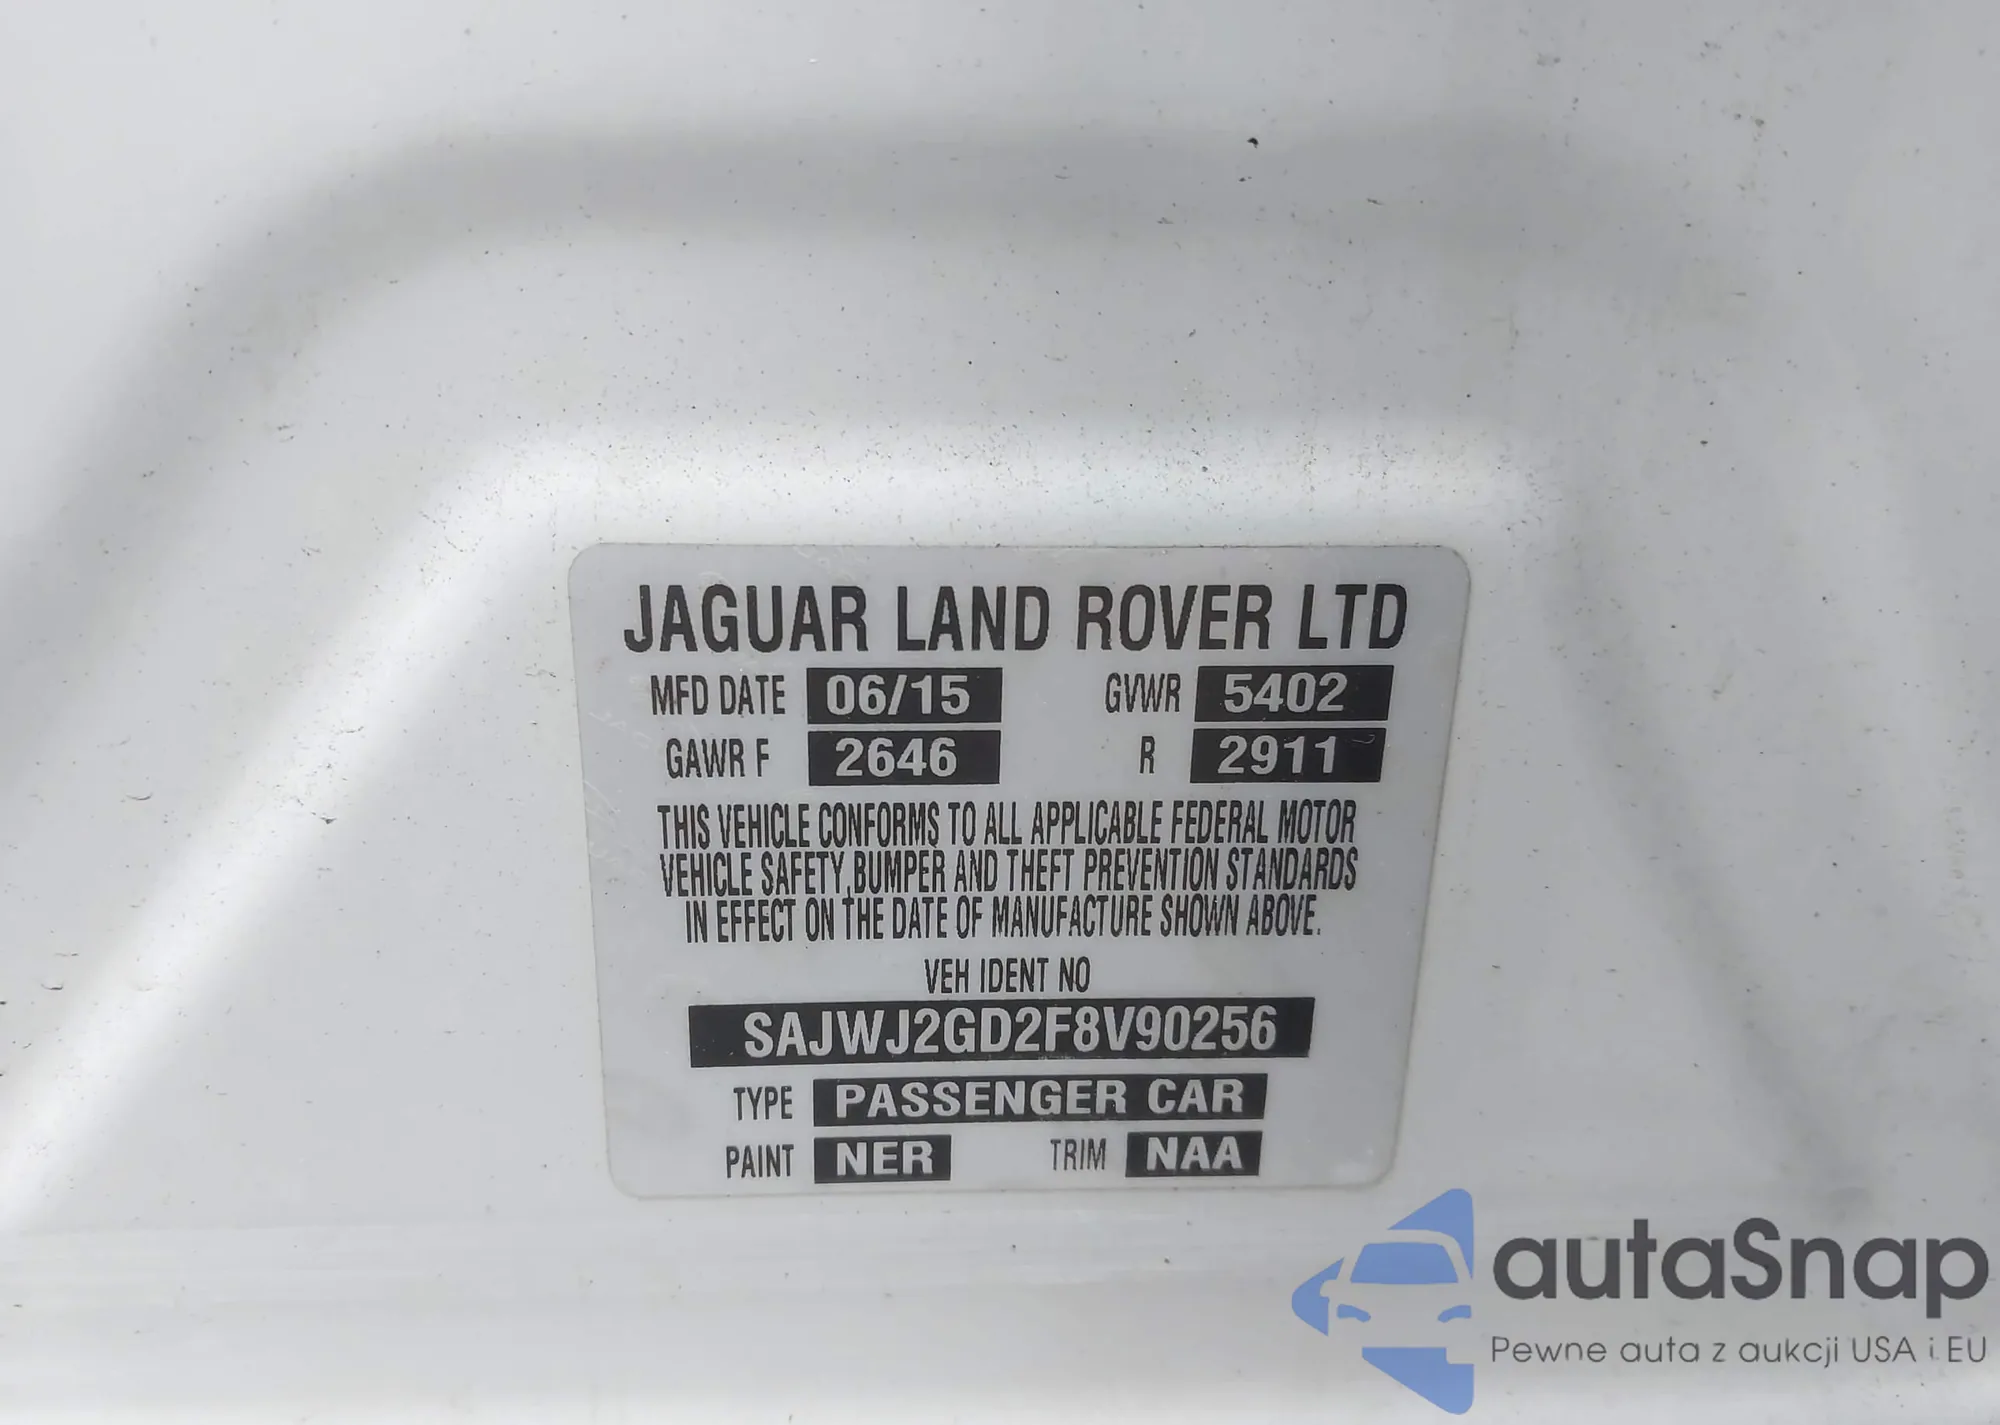 JAGUAR LAND ROVER LTD
MFD DATE 06/15 GVWR 5402
GAWR F 2646 R 2911
THIS VEHICLE CONFORMS TO ALL APPLICABLE FEDERAL MOTOR
VEHICLE SAFETY, BUMPER AND THEFT PREVENTION STANDARDS
IN EFFECT ON THE DATE OF MANUFACTURE SHOWN ABOVE.
VEH IDENT NO
SAJWJ2GD2F8V90256
TYPE PASSENGER CAR
PAINT NER TRIM NAA
autaSnap
Pewne auta z aukcji USA i EU